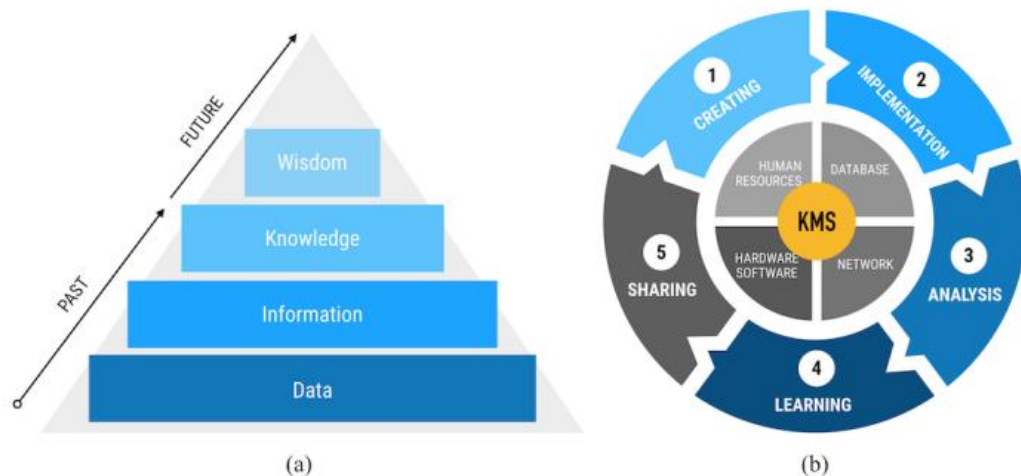 FUTURE
PAST
Wisdom
Knowledge
Information
Data
(a)
1
CREATING
2
IMPLEMENTATION
3
ANALYSIS
4
LEARNING
5
SHARING
HUMAN
RESOURCES
DATABASE
KMS
HARDWARE
SOFTWARE
NETWORK
(b)